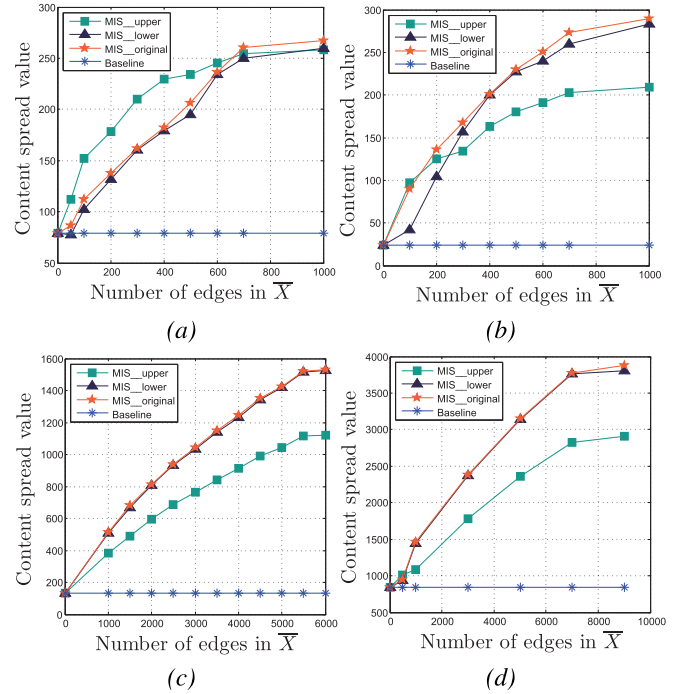 MIS__upper
MIS__lower
MIS__original
Baseline
300
250
200
150
100
50
0 200 400 600 800 1000
Content spread value
Number of edges in X̅
(a)
MIS__upper
MIS__lower
MIS__original
Baseline
300
250
200
150
100
50
0
0 200 400 600 800 1000
Content spread value
Number of edges in X̅
(b)
MIS__upper
MIS__lower
MIS__original
Baseline
1600
1400
1200
1000
800
600
400
200
0
0 1000 2000 3000 4000 5000 6000
Content spread value
Number of edges in X̅
(c)
MIS__upper
MIS__lower
MIS__original
Baseline
4000
3500
3000
2500
2000
1500
1000
500
0 2000 4000 6000 8000 10000
Content spread value
Number of edges in X̅
(d)